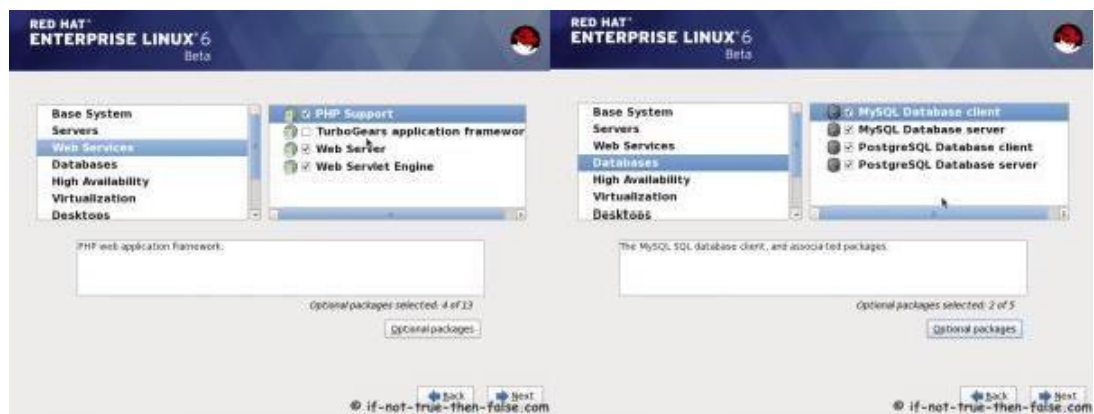 RED HAT
ENTERPRISE LINUX 6
Beta
Base System
Servers
Web Services
Databases
High Availability
Virtualization
Desktops
PHP Support
TurboGears application framewor
Web Server
Web Servlet Engine
PHP web application framework.
Optional packages selected: 4 of 13
Optional packages
Back
Next
© if-not-true-then-false.com
RED HAT
ENTERPRISE LINUX 6
Beta
Base System
Servers
Web Services
Databases
High Availability
Virtualization
Desktops
MySQL Database client
MySQL Database server
PostgreSQL Database client
PostgreSQL Database server
The MySQL SQL database client, and associated packages.
Optional packages selected: 2 of 5
Optional packages
Back
Next
© if-not-true-then-false.com